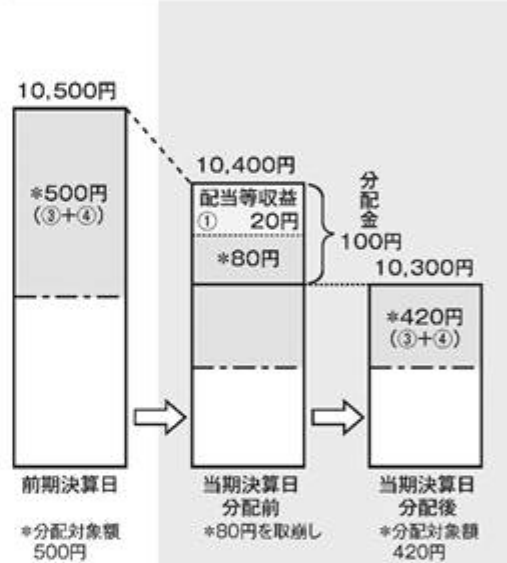 10,500円
*500円
(③+④)
前期決算日
*分配対象額
500円
10,400円
配当等収益
① 20円
*80円
分配金
100円
当期決算日
分配前
*80円を取崩し
10,300円
*420円
(③+④)
当期決算日
分配後
*分配対象額
420円